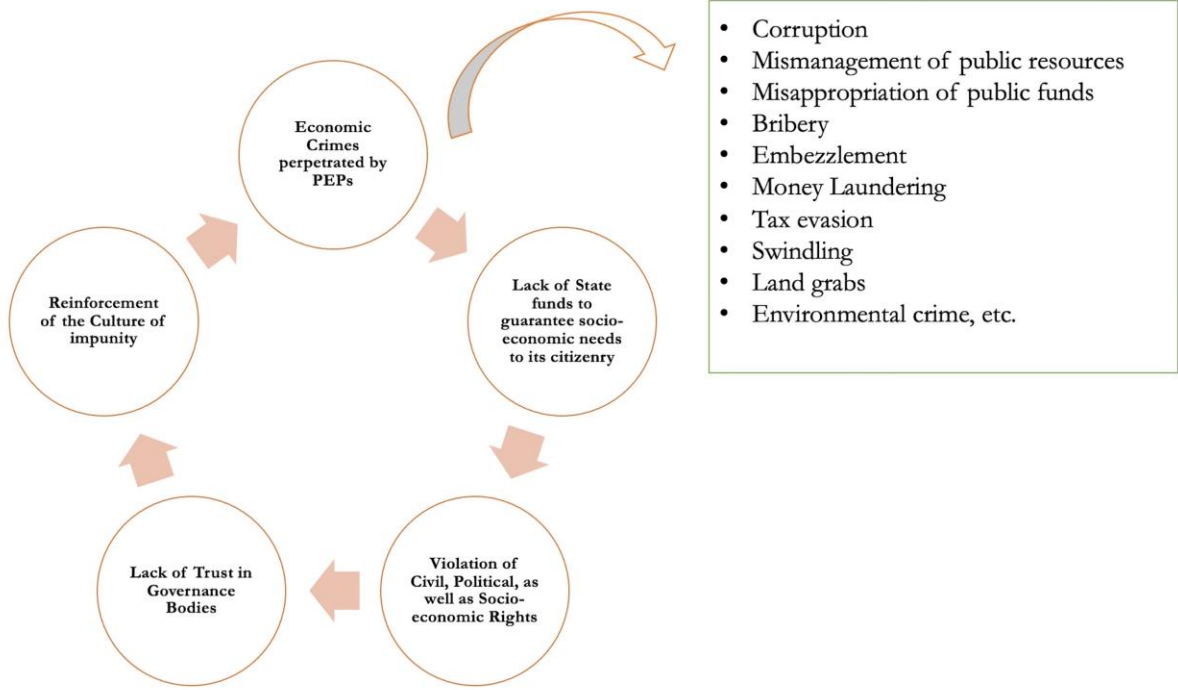 Economic
Crimes
perpetrated by
PEPs
• Corruption
• Mismanagement of public resources
• Misappropriation of public funds
• Bribery
• Embezzlement
• Money Laundering
• Tax evasion
• Swindling
• Land grabs
• Environmental crime, etc.
Lack of State
funds to
guarantee socio-
economic needs
to its citizenry
Violation of
Civil, Political, as
well as Socio-
economic Rights
Lack of Trust in
Governance
Bodies
Reinforcement
of the Culture of
impunity